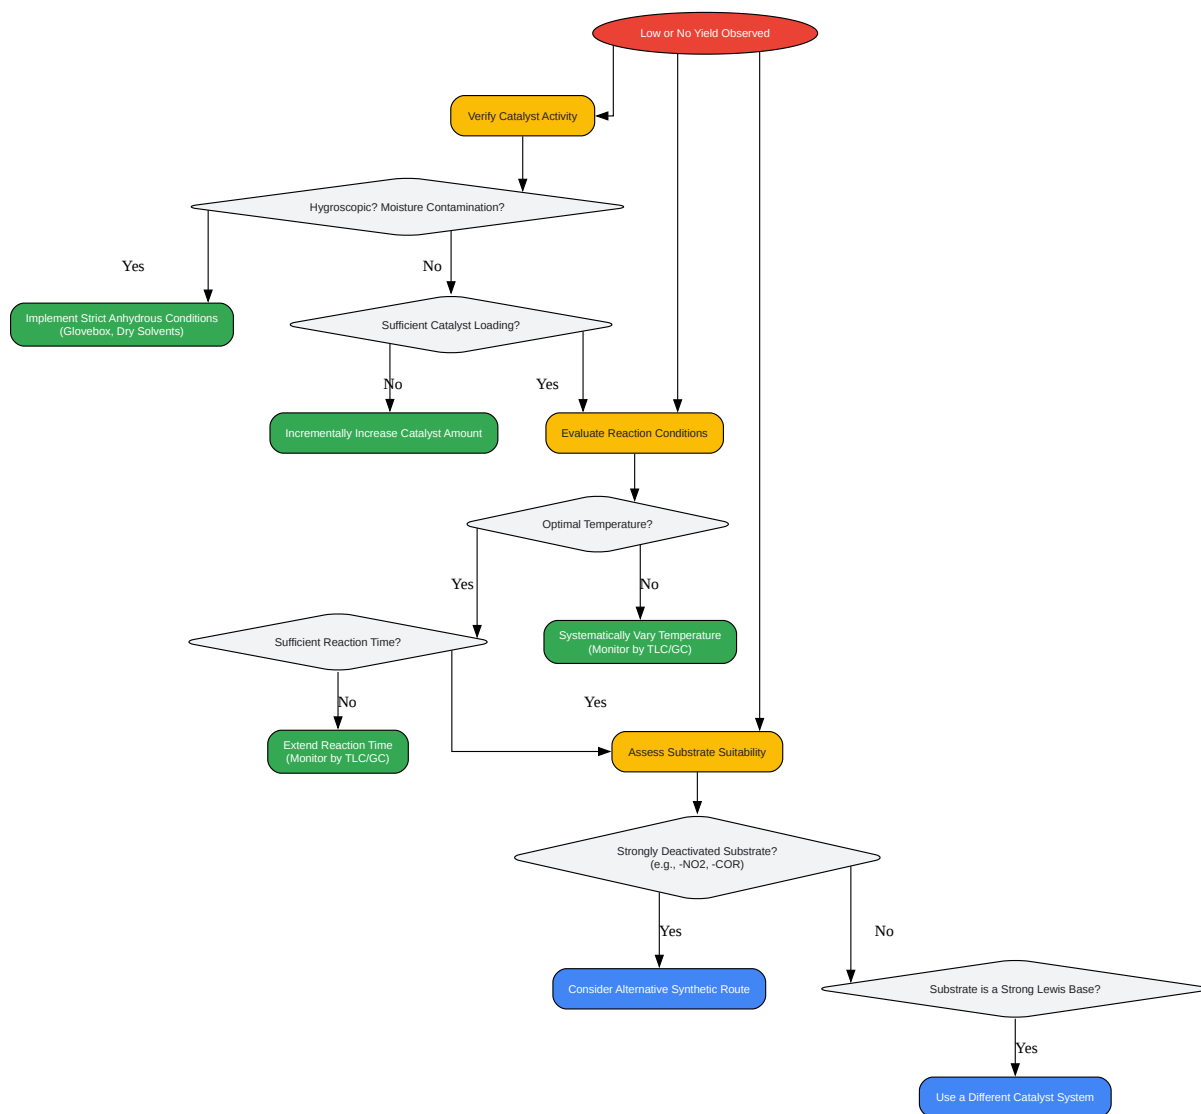 Low or No Yield Observed
Verify Catalyst Activity
Hygroscopic? Moisture Contamination?
Yes
No
Implement Strict Anhydrous Conditions
(Glovebox, Dry Solvents)
Sufficient Catalyst Loading?
No
Yes
Incrementally Increase Catalyst Amount
Evaluate Reaction Conditions
Optimal Temperature?
Yes
No
Sufficient Reaction Time?
Systematically Vary Temperature
(Monitor by TLC/GC)
No
Yes
Extend Reaction Time
(Monitor by TLC/GC)
Assess Substrate Suitability
Strongly Deactivated Substrate?
(e.g., -NO2, -COR)
Yes
No
Consider Alternative Synthetic Route
Substrate is a Strong Lewis Base?
Yes
Use a Different Catalyst System